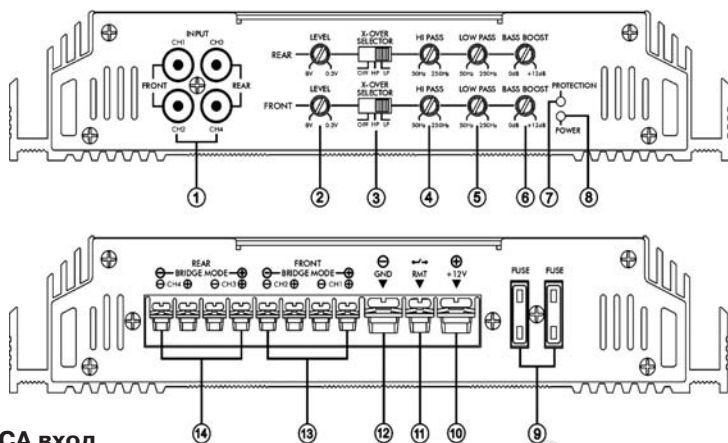 INPUT
CH1 CH3
FRONT REAR
CH2 CH4
REAR
LEVEL
8V 0.3V
X-OVER
SELECTOR
OFF HP LP
HI PASS
50Hz 250Hz
LOW PASS
50Hz 250Hz
BASS BOOST
0dB +12dB
FRONT
LEVEL
8V 0.3V
X-OVER
SELECTOR
OFF HP LP
HI PASS
50Hz 250Hz
LOW PASS
50Hz 250Hz
BASS BOOST
0dB +12dB
PROTECTION
POWER
1 2 3 4 5 6 7 8
REAR
⊖ BRIDGE MODE ⊕
⊖ CH4 ⊕ ⊖ CH3 ⊕
FRONT
⊖ BRIDGE MODE ⊕
⊖ CH2 ⊕ ⊖ CH1 ⊕
⊖
GND
RMT
⊕
+12V
FUSE FUSE
14 13 12 11 10 9
СА вход